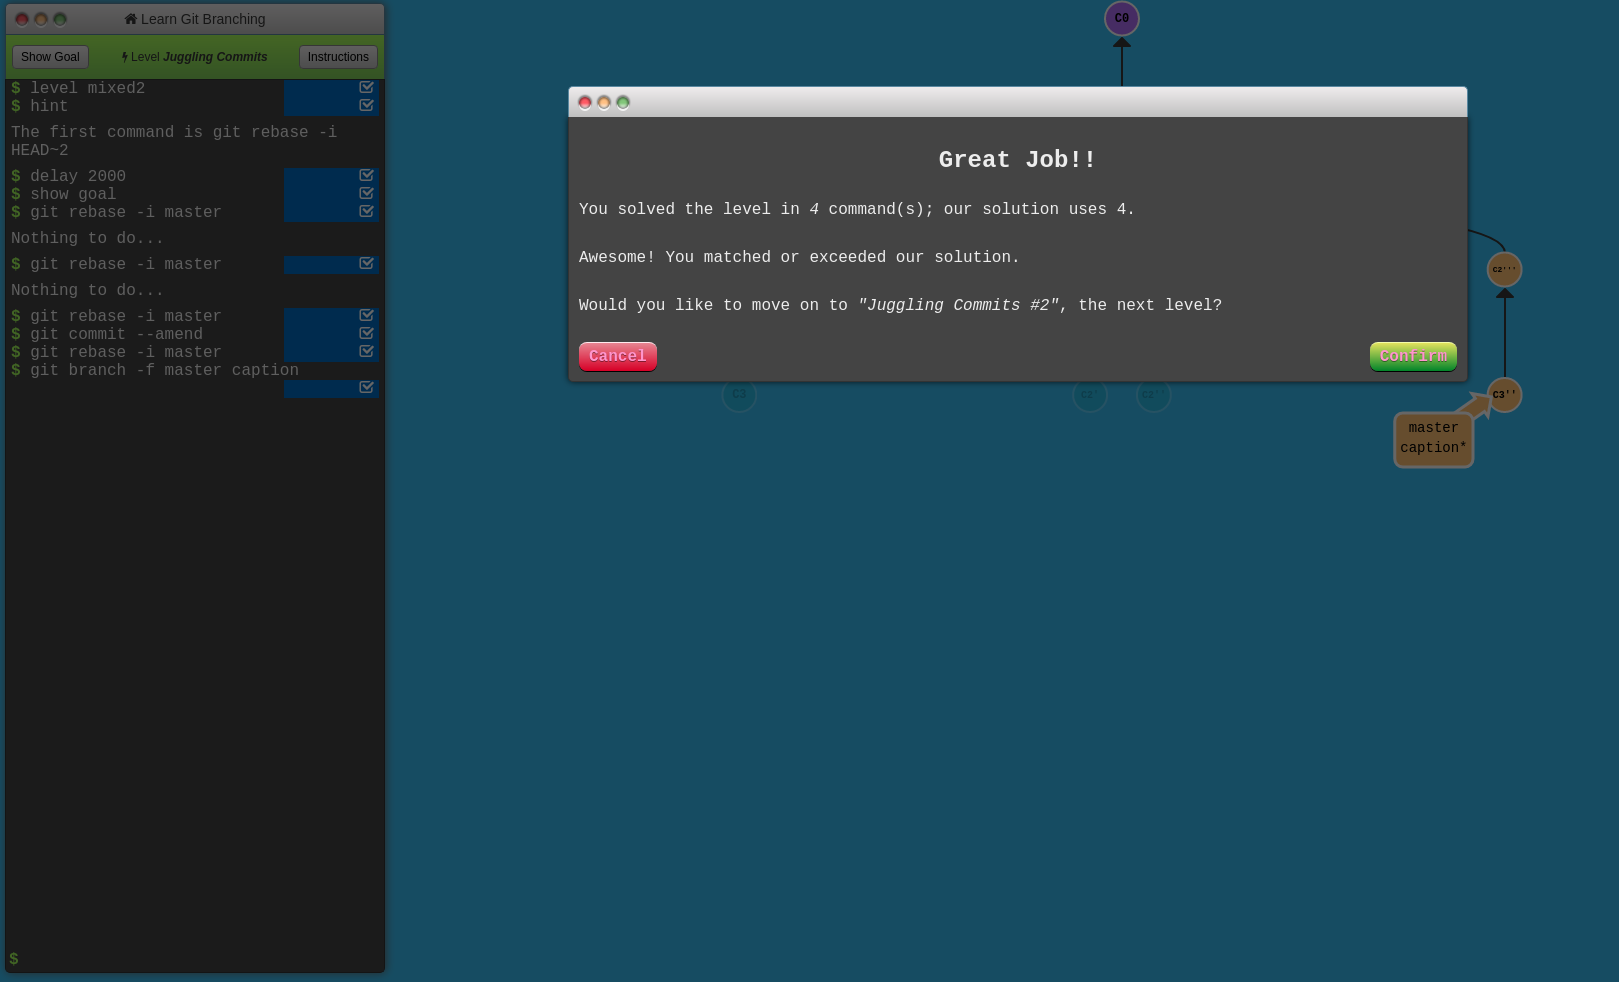 Learn Git Branching
Show Goal
Level Juggling Commits
Instructions
$ level mixed2
$ hint
The first command is git rebase -i
HEAD~2
$ delay 2000
$ show goal
$ git rebase -i master
Nothing to do...
$ git rebase -i master
Nothing to do...
$ git rebase -i master
$ git commit --amend
$ git rebase -i master
$ git branch -f master caption
$
C0
Great Job!!
You solved the level in 4 command(s); our solution uses 4.
Awesome! You matched or exceeded our solution.
Would you like to move on to "Juggling Commits #2", the next level?
Cancel
Confirm
C2'''
C3
C2''
C3''
master
caption*